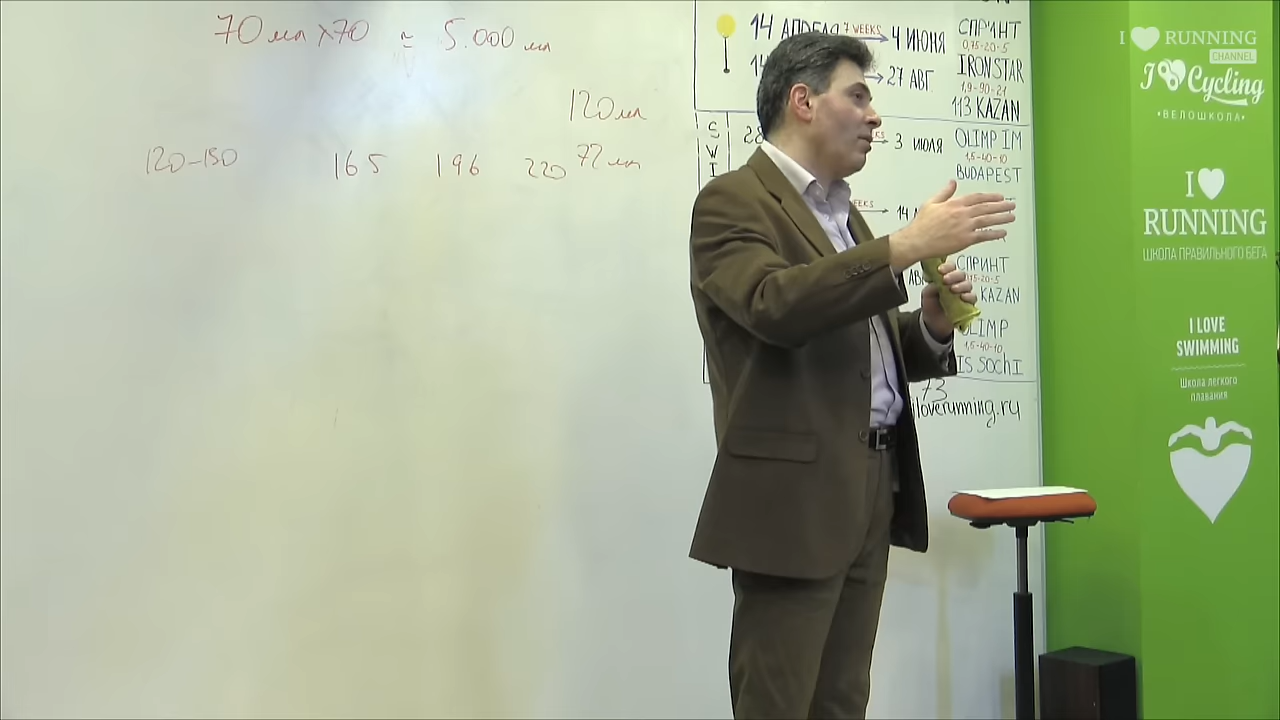 70 мл х 70 ≈ 5.000 мл
120 мл
120-150 165 196 220 72 мл
14 АПРЕЛЯ 7 WEEKS 4 ИЮНЯ СПРИНТ
0,75-20-5
14 27 АВГ IRONSTAR
1,9-90-21
113 KAZAN
S
W
I
28 3 ИЮЛЯ OLIMP IM
1,5-40-10
BUDAPEST
14
СПРИНТ
0,75-20-5
KAZAN
OLIMP
1,5-40-10
IS SOCHI
73
iloverunning.ru
I RUNNING
CHANNEL
I Cycling
•ВЕЛОШКОЛА•
I
RUNNING
ШКОЛА ПРАВИЛЬНОГО БЕГА
I LOVE
SWIMMING
Школа легкого
плавания